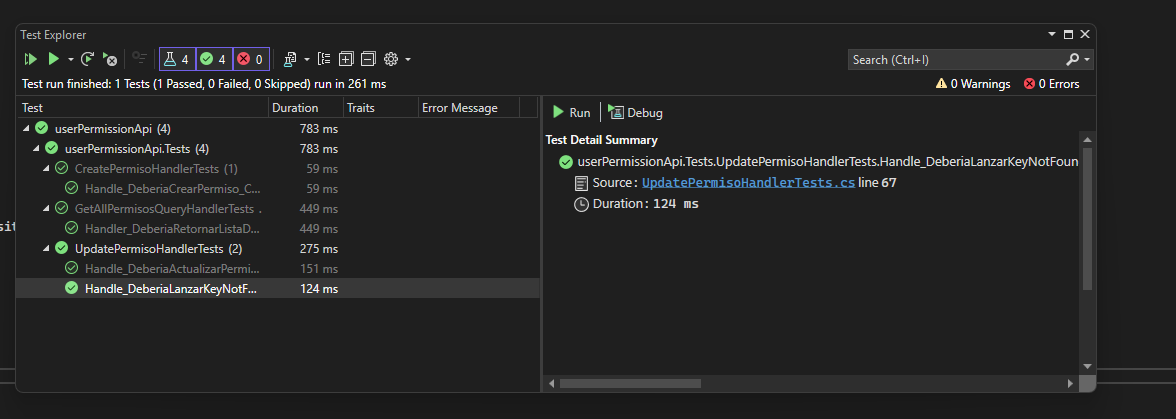 Test Explorer
4 4 0
Search (Ctrl+I)
Test run finished: 1 Tests (1 Passed, 0 Failed, 0 Skipped) run in 261 ms
0 Warnings 0 Errors
Test Duration Traits Error Message
userPermissionApi (4) 783 ms
userPermissionApi.Tests (4) 783 ms
CreatePermisoHandlerTests (1) 59 ms
Handle_DeberiaCrearPermiso_C... 59 ms
GetAllPermisosQueryHandlerTests . 449 ms
Handler_DeberiaRetornarListaD... 449 ms
UpdatePermisoHandlerTests (2) 275 ms
Handle_DeberiaActualizarPermi... 151 ms
Handle_DeberiaLanzarKeyNotF... 124 ms
Run Debug
Test Detail Summary
userPermissionApi.Tests.UpdatePermisoHandlerTests.Handle_DeberiaLanzarKeyNotFoun
Source: UpdatePermisoHandlerTests.cs line 67
Duration: 124 ms
sit